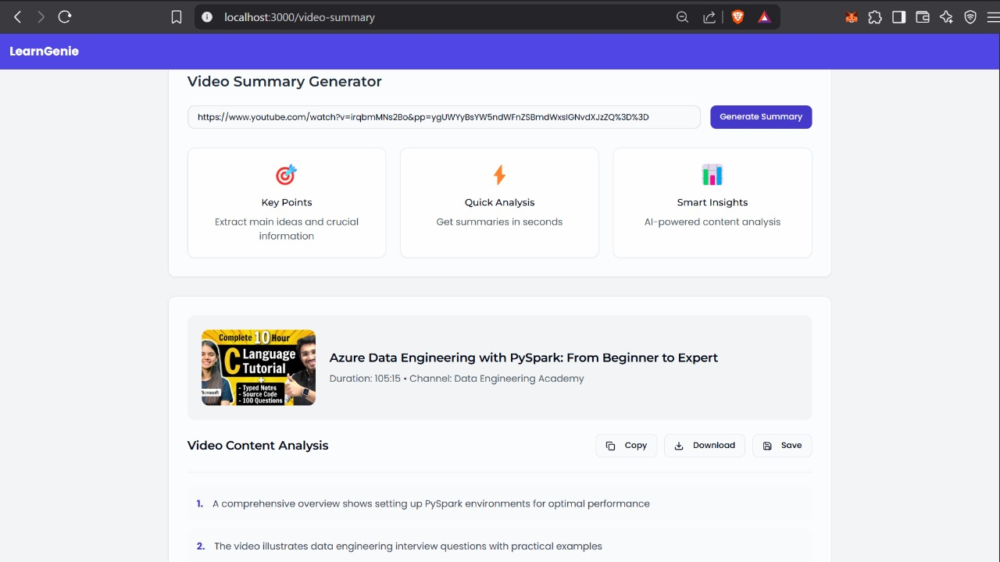 localhost:3000/video-summary
LearnGenie
Video Summary Generator
https://www.youtube.com/watch?v=irqbmMNs2Bo&pp=ygUWYyBsYW5ndWFnZSBmdWxsIGNvdXJzZQ%3D%3D
Generate Summary
Key Points
Extract main ideas and crucial
information
Quick Analysis
Get summaries in seconds
Smart Insights
AI-powered content analysis
Complete 10 Hour
C Language
Tutorial
+
- Typed Notes
- Source Code
- 100 Questions
icrosoft
Azure Data Engineering with PySpark: From Beginner to Expert
Duration: 105:15 • Channel: Data Engineering Academy
Video Content Analysis
Copy
Download
Save
1. A comprehensive overview shows setting up PySpark environments for optimal performance
2. The video illustrates data engineering interview questions with practical examples